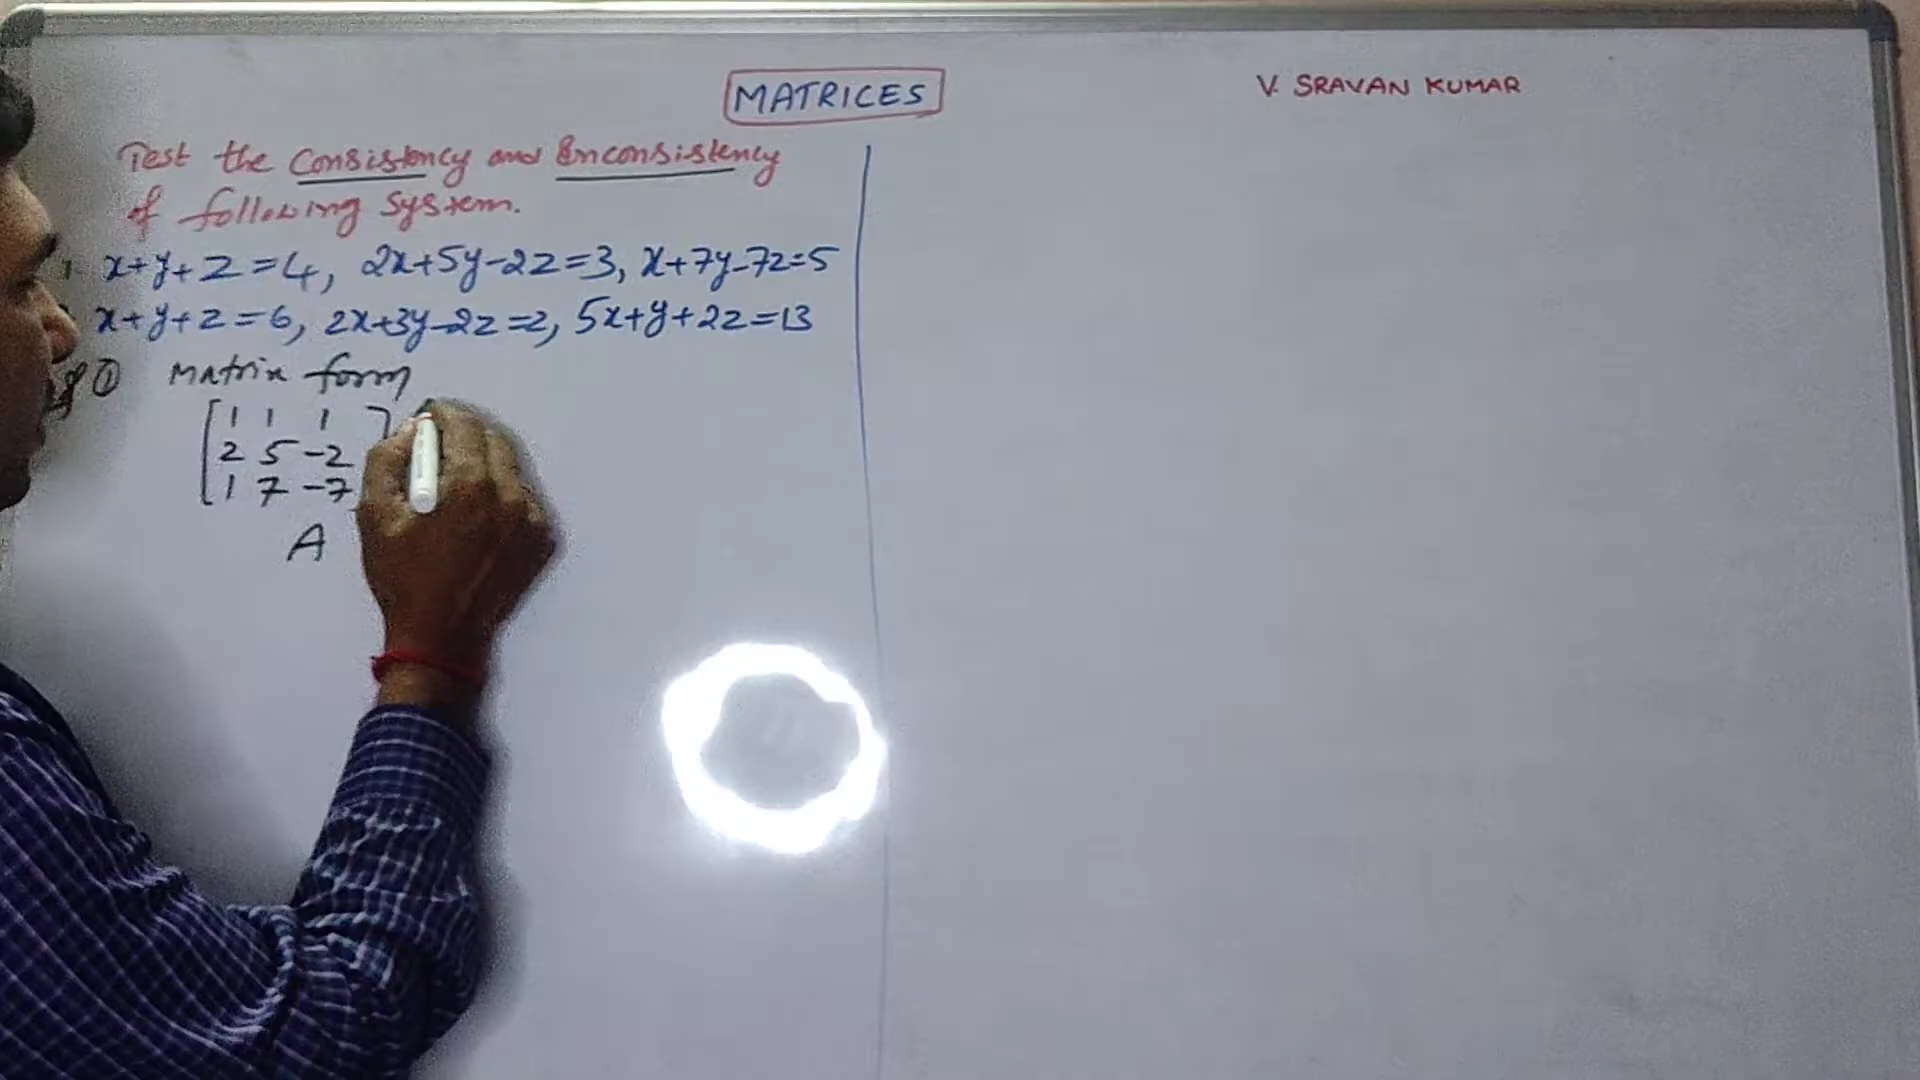 MATRICES
V. SRAVAN KUMAR
Test the Consistency and Inconsistency
of following System.
x+y+z=4, 2x+5y-2z=3, x+7y-7z=5
x+y+z=6, 2x+3y-2z=2, 5x+y+2z=13
① Matrix form
1 1 1
2 5 -2
1 7 -7
A